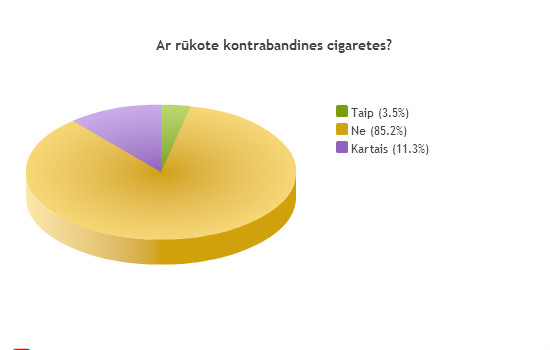 Ar rūkote kontrabandines cigaretes?
Taip (3.5%)
Ne (85.2%)
Kartais (11.3%)